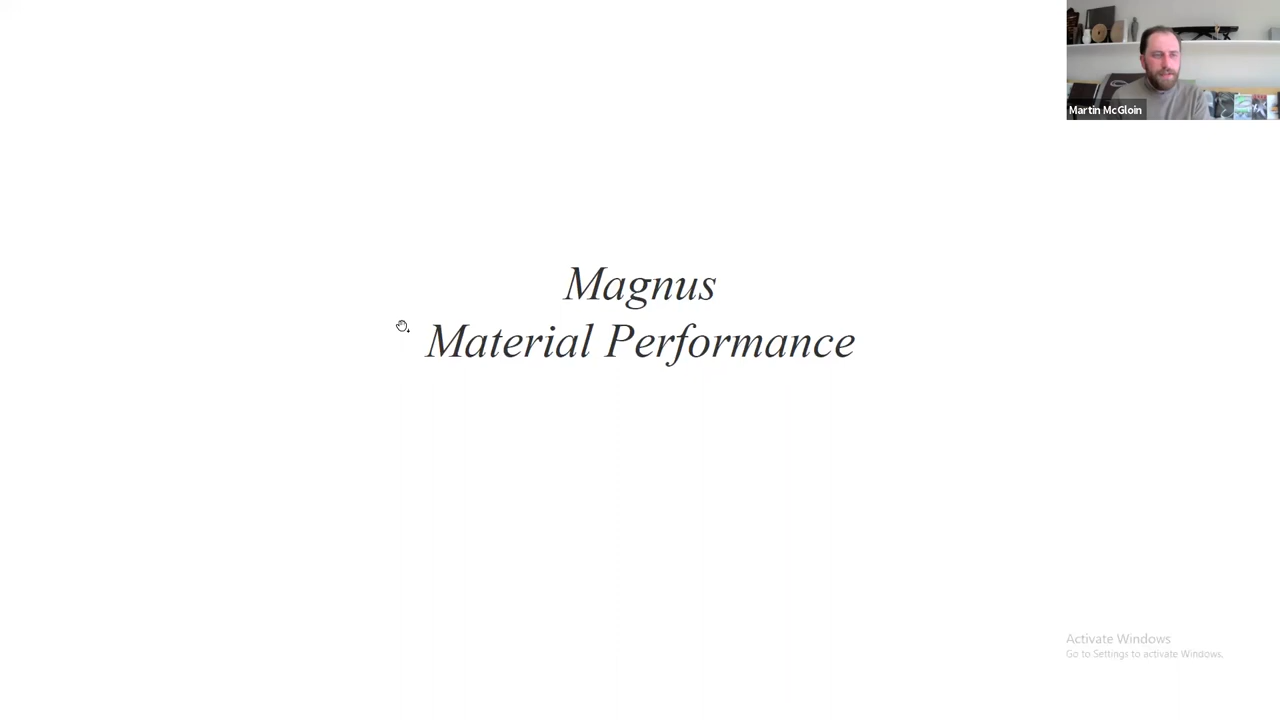 Martin McGloin
Magnus
Material Performance
Activate Windows
Go to Settings to activate Windows.